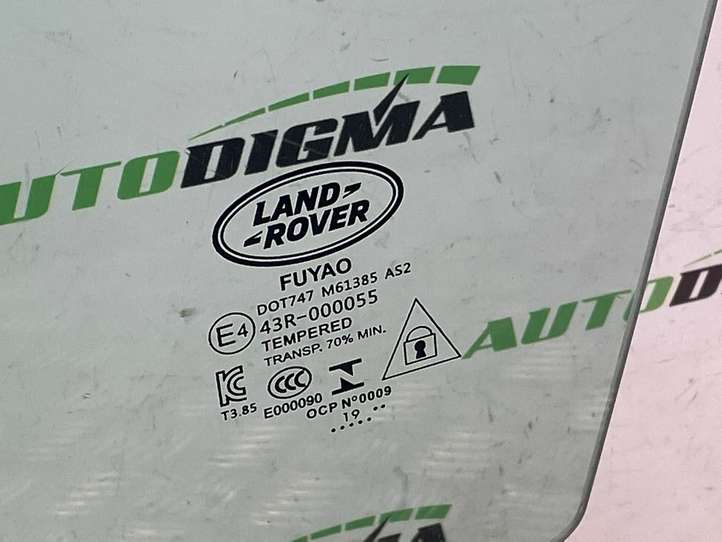 AUTODIGMA
LAND
ROVER
FUYAO
DOT747 M61385 AS2
E4 43R-000055
TEMPERED
TRANSP. 70% MIN.
T3.85
CCC
E000090
OCP N°0009
19
AUTOD